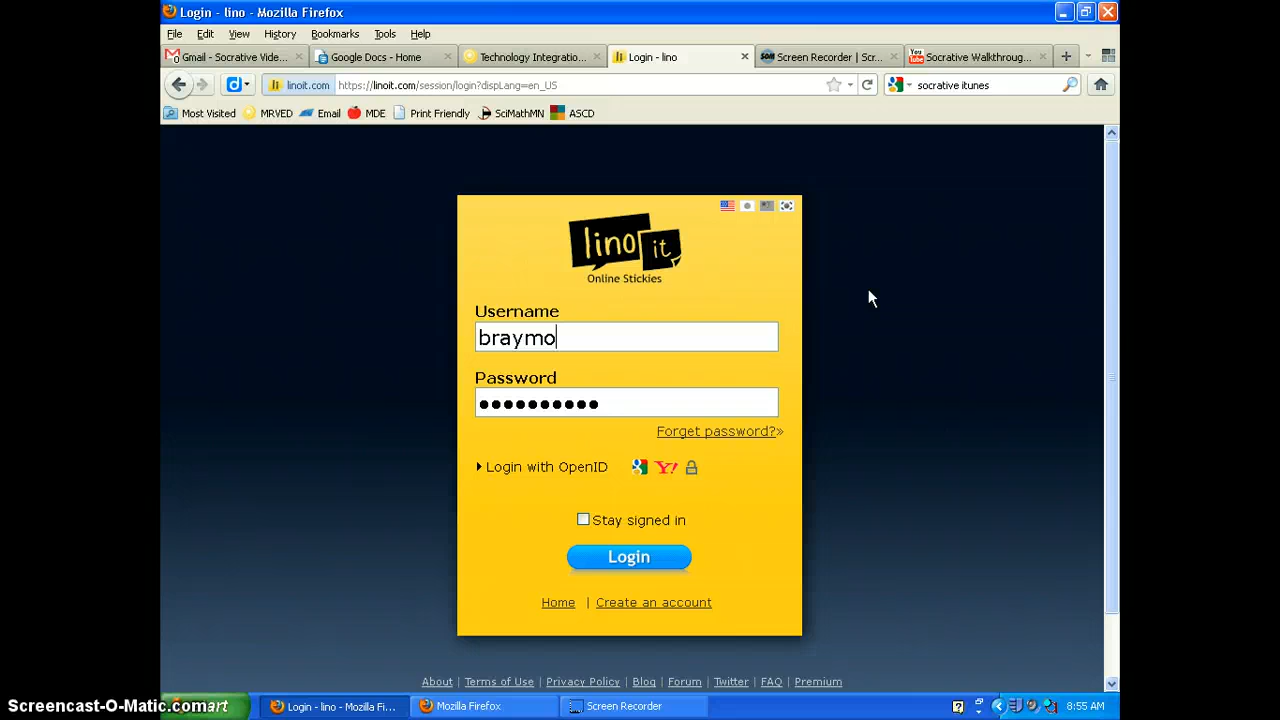 Login - lino - Mozilla Firefox
File Edit View History Bookmarks Tools Help
Gmail - Socrative Vide...
Google Docs - Home
Technology Integratio...
Login - lino
Screen Recorder | Scr...
Socrative Walkthroug...
linoit.com
https://linoit.com/session/login?dispLang=en_US
socrative itunes
Most Visited MRVED Email MDE Print Friendly SciMathMN ASCD
lino it
Online Stickies
Username
braymo
Password
Forget password?»
Login with OpenID
Y!
Stay signed in
Login
Home | Create an account
About | Terms of Use | Privacy Policy | Blog | Forum | Twitter | FAQ | Premium
Screencast-O-Matic.com
art
Login - lino - Mozilla Fi...
Mozilla Firefox
Screen Recorder
8:55 AM